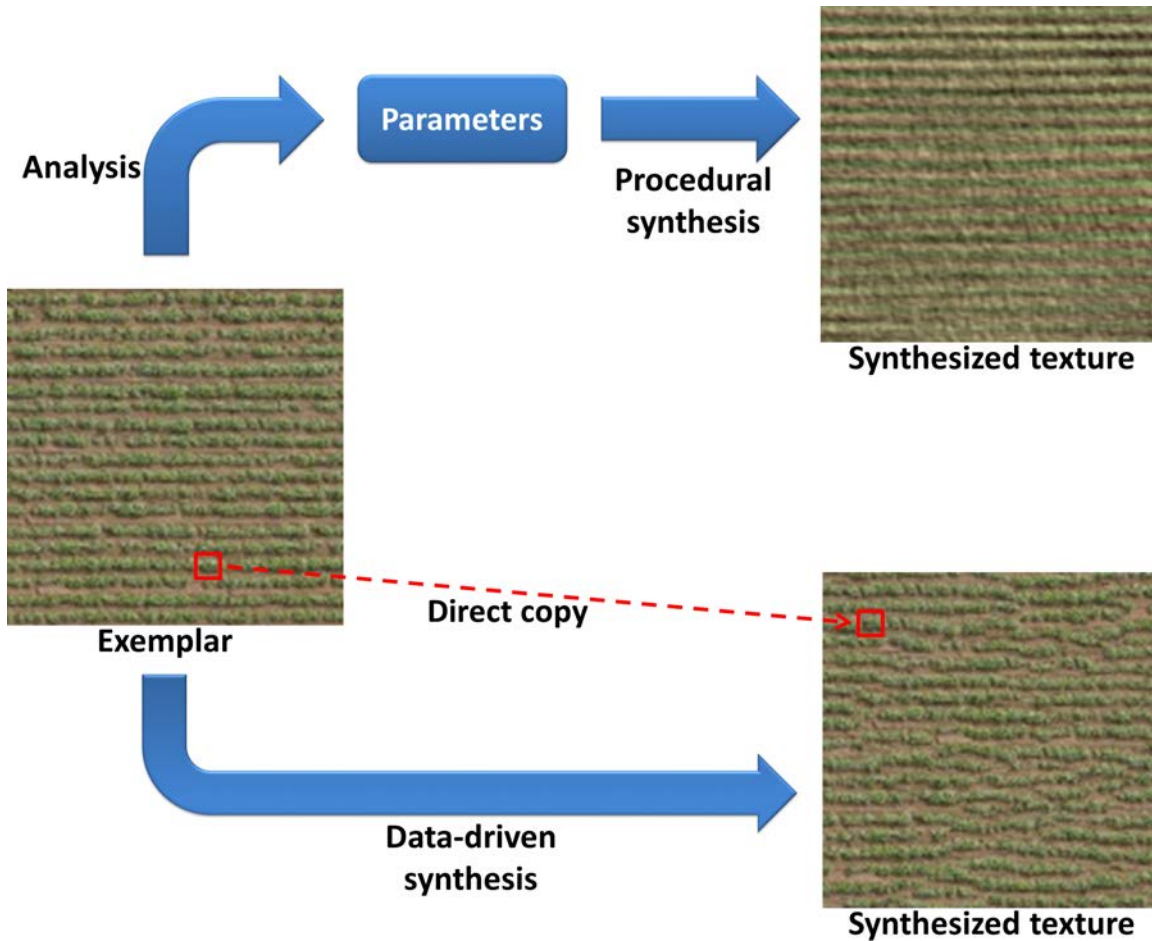 Analysis
Parameters
Procedural
synthesis
Synthesized texture
Exemplar
Direct copy
Data-driven
synthesis
Synthesized texture